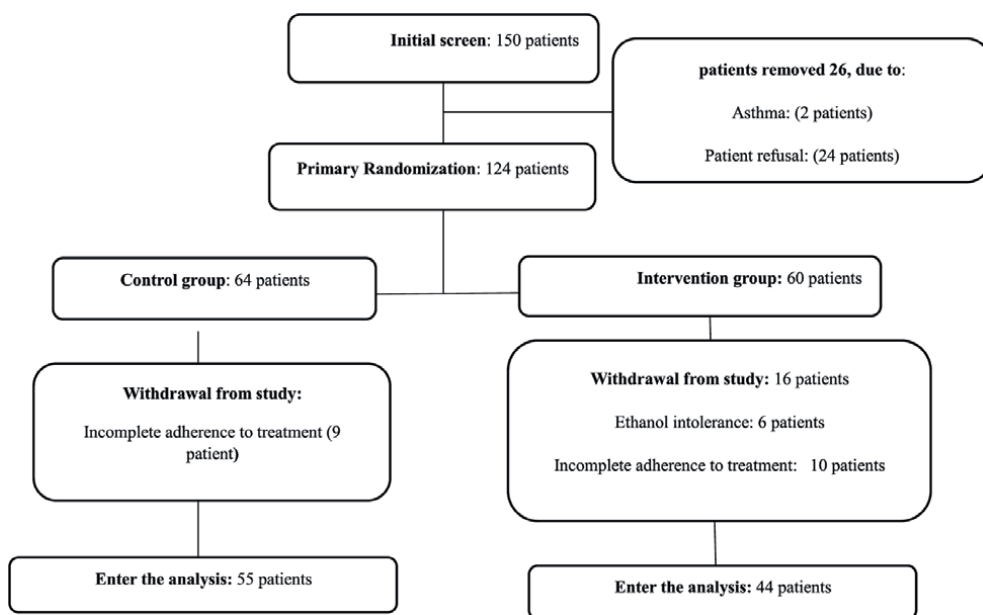 Initial screen: 150 patients
patients removed 26, due to:
Asthma: (2 patients)
Patient refusal: (24 patients)
Primary Randomization: 124 patients
Control group: 64 patients
Intervention group: 60 patients
Withdrawal from study:
Incomplete adherence to treatment (9
patient)
Withdrawal from study: 16 patients
Ethanol intolerance: 6 patients
Incomplete adherence to treatment: 10 patients
Enter the analysis: 55 patients
Enter the analysis: 44 patients